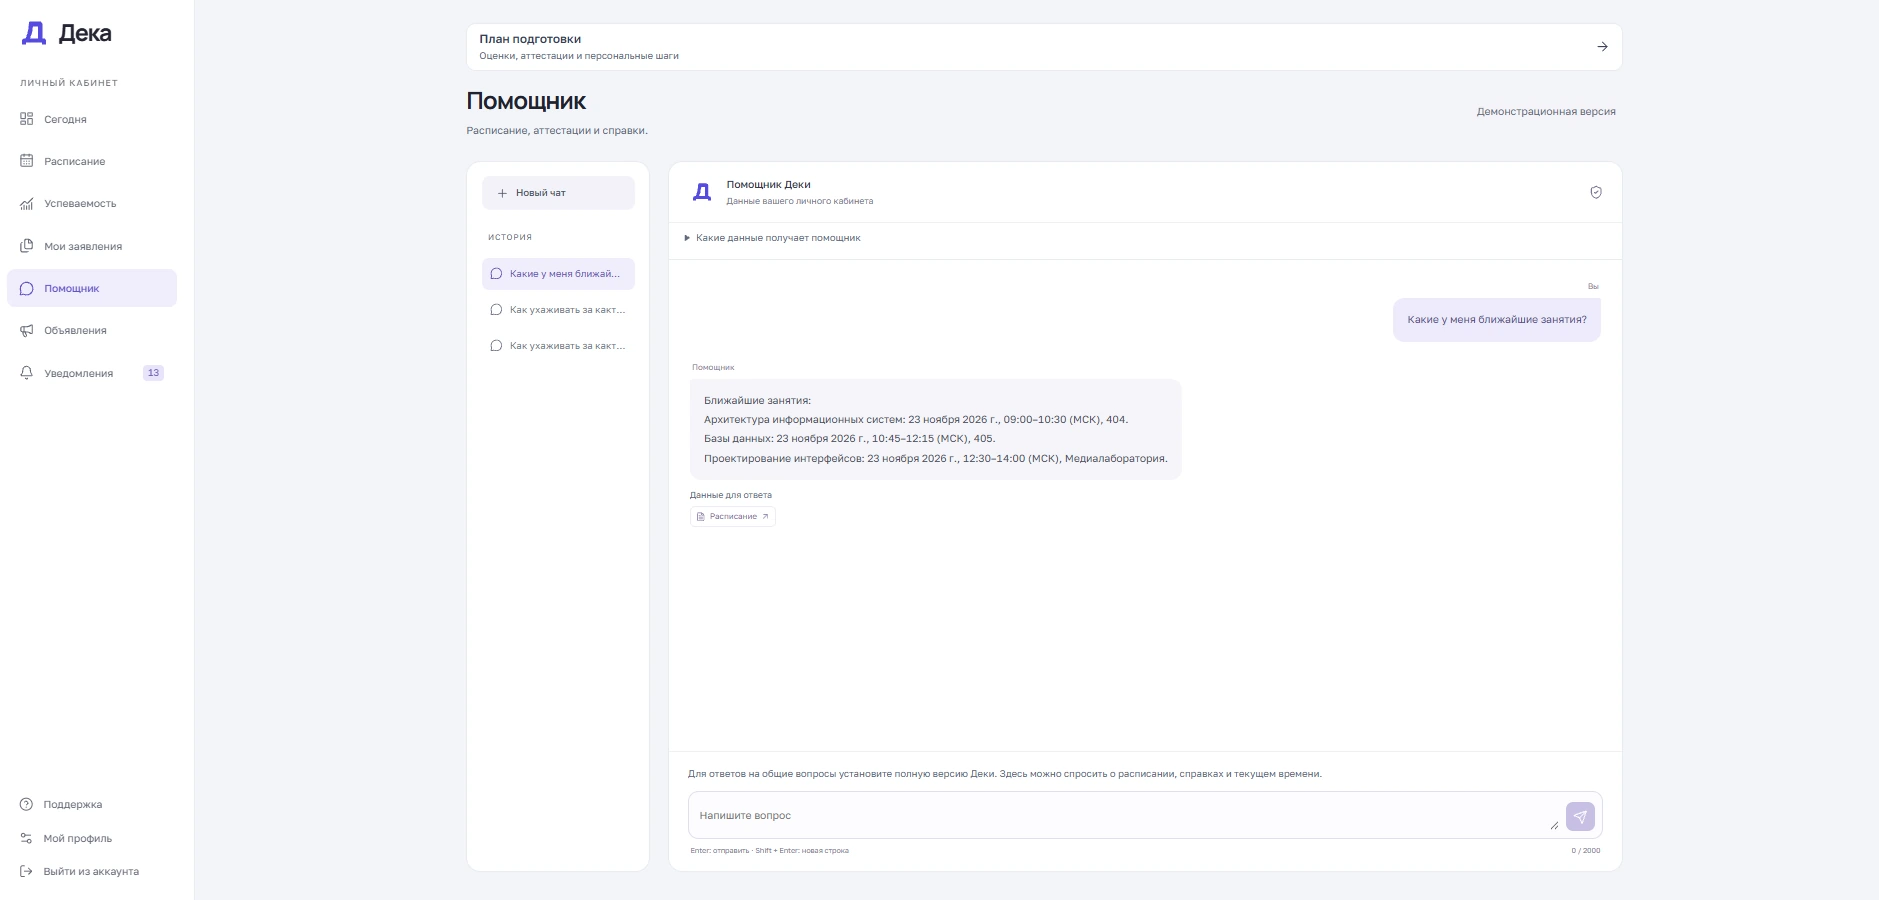 Дека
ЛИЧНЫЙ КАБИНЕТ
Сегодня
Расписание
Успеваемость
Мои заявления
Помощник
Объявления
Уведомления 13
Поддержка
Мой профиль
Выйти из аккаунта
План подготовки
Оценки, аттестации и персональные шаги
Помощник
Расписание, аттестации и справки.
Демонстрационная версия
Новый чат
ИСТОРИЯ
Какие у меня ближай...
Как ухаживать за какт...
Как ухаживать за какт...
Д
Помощник Деки
Данные вашего личного кабинета
Какие данные получает помощник
Вы
Какие у меня ближайшие занятия?
Помощник
Ближайшие занятия:
Архитектура информационных систем: 23 ноября 2026 г., 09:00–10:30 (МСК), 404.
Базы данных: 23 ноября 2026 г., 10:45–12:15 (МСК), 405.
Проектирование интерфейсов: 23 ноября 2026 г., 12:30–14:00 (МСК), Медиалаборатория.
Данные для ответа
Расписание
Для ответов на общие вопросы установите полную версию Деки. Здесь можно спросить о расписании, справках и текущем времени.
Напишите вопрос
Enter: отправить · Shift + Enter: новая строка
0 / 2000